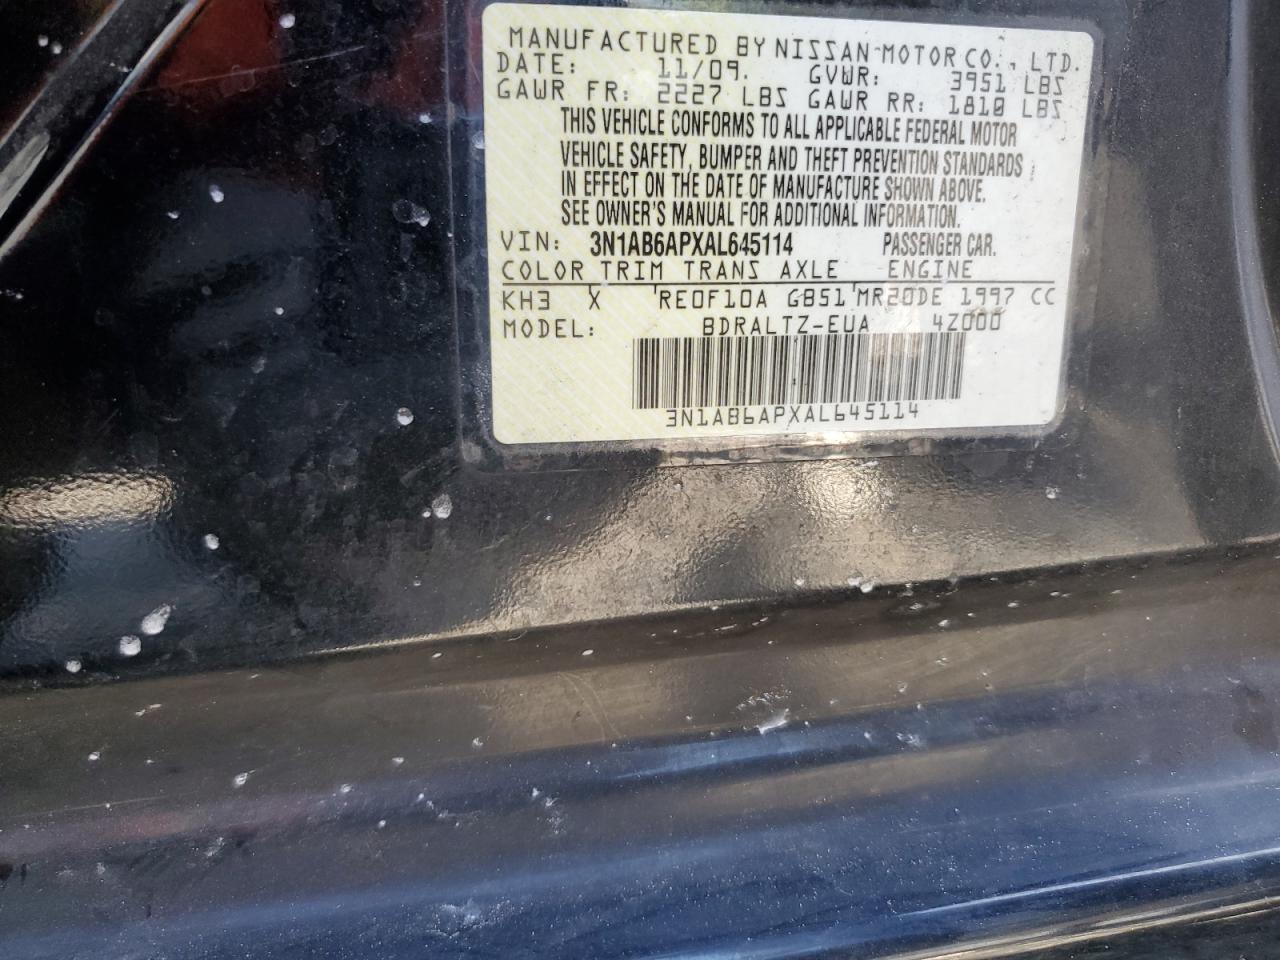 MANUFACTURED BY NISSAN MOTOR CO., LTD.
DATE: 11/09. GVWR: 3951 LBS
GAWR FR: 2227 LBS GAWR RR: 1810 LBS
THIS VEHICLE CONFORMS TO ALL APPLICABLE FEDERAL MOTOR
VEHICLE SAFETY, BUMPER AND THEFT PREVENTION STANDARDS
IN EFFECT ON THE DATE OF MANUFACTURE SHOWN ABOVE.
SEE OWNER'S MANUAL FOR ADDITIONAL INFORMATION.
VIN: 3N1AB6APXAL645114 PASSENGER CAR.
COLOR TRIM TRANS AXLE ENGINE
KH3 X RE0F10A GB51 MR20DE 1997 CC
MODEL: BDRALTZ-EUA 4Z000
3N1AB6APXAL645114